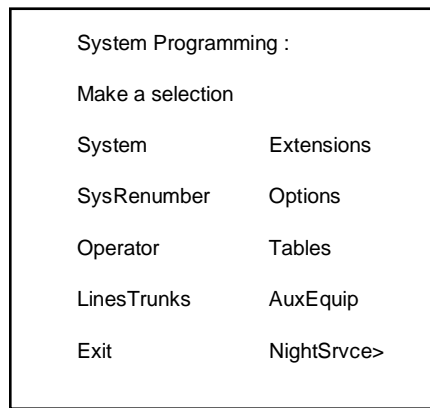 System Programming :
Make a selection
System Extensions
SysRenumber Options
Operator Tables
LinesTrunks AuxEquip
Exit NightSrvce>